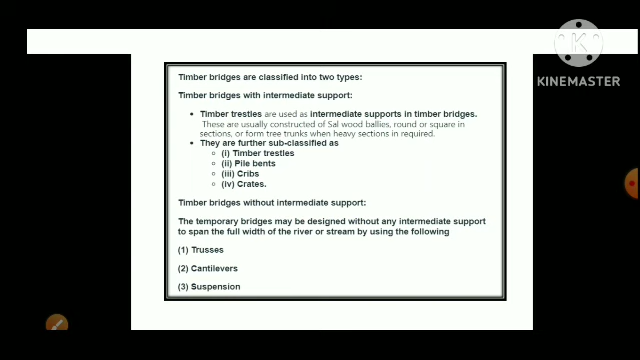 KINEMASTER
Timber bridges are classified into two types:
Timber bridges with intermediate support:
• Timber trestles are used as intermediate supports in timber bridges.
These are usually constructed of Sal wood ballies, round or square in
sections, or form tree trunks when heavy sections in required.
• They are further sub-classified as
○ (i) Timber trestles
○ (ii) Pile bents
○ (iii) Cribs
○ (iv) Crates.
Timber bridges without intermediate support:
The temporary bridges may be designed without any intermediate support
to span the full width of the river or stream by using the following
(1) Trusses
(2) Cantilevers
(3) Suspension